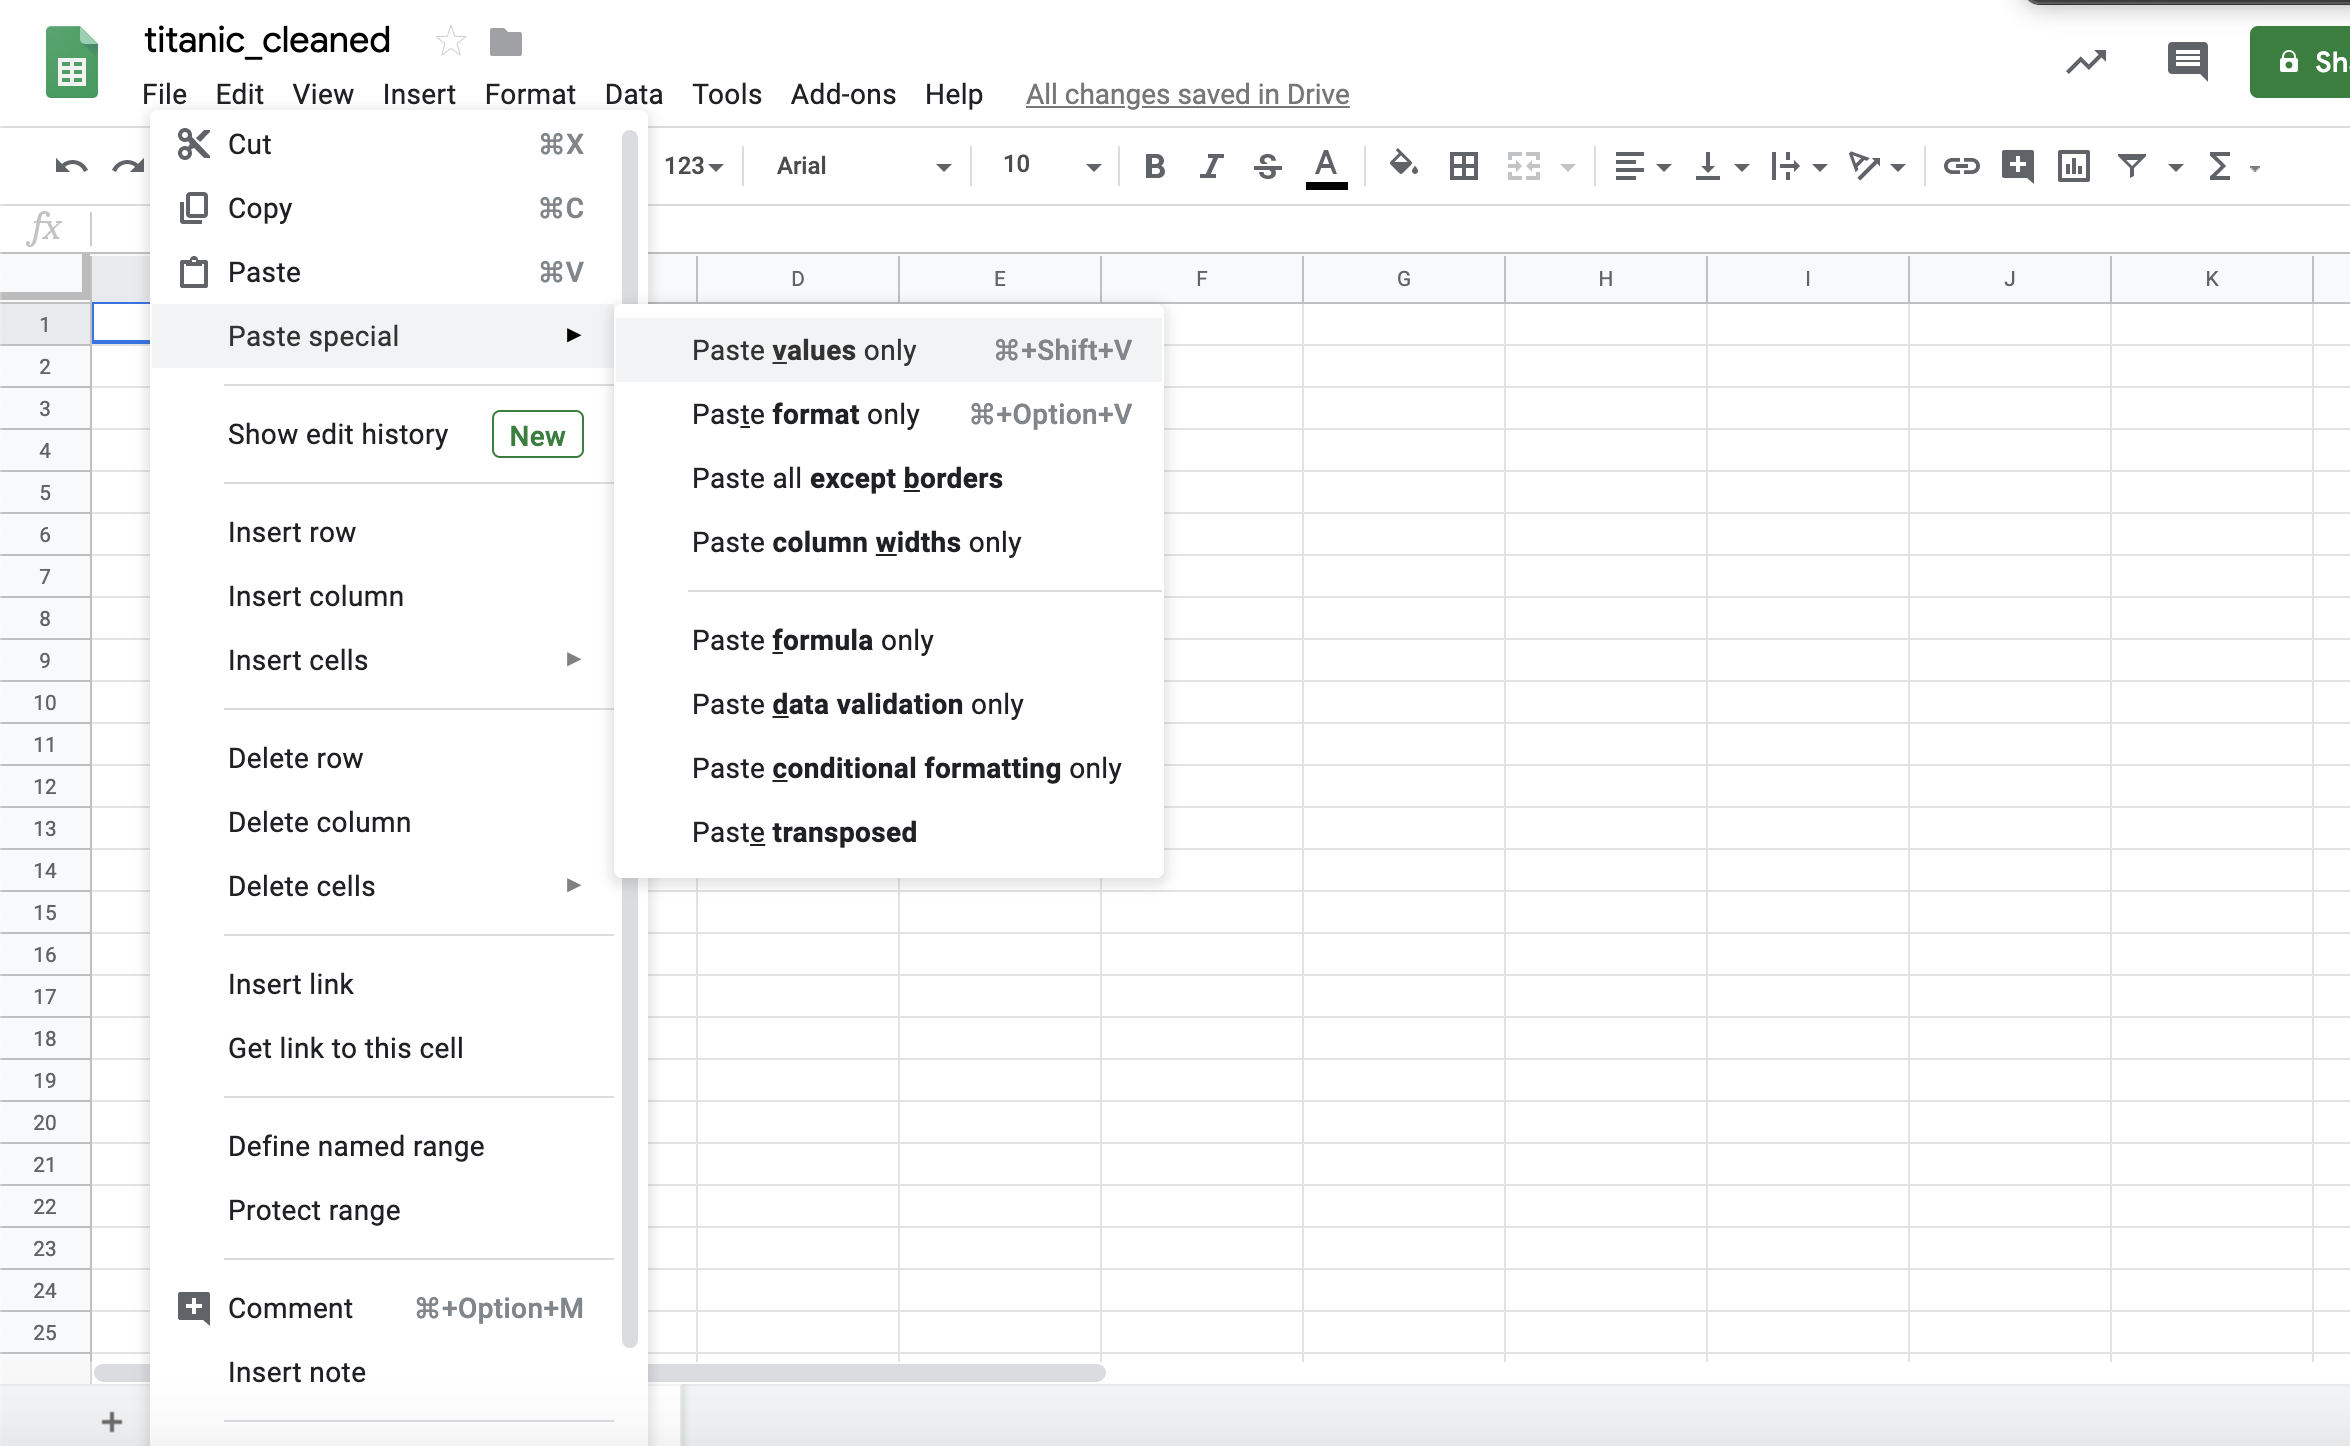 titanic_cleaned
File Edit View Insert Format Data Tools Add-ons Help All changes saved in Drive
Sh
123 Arial 10 B I S A Σ
fx
Cut ⌘X
Copy ⌘C
Paste ⌘V
Paste special ►
Show edit history New
Insert row
Insert column
Insert cells ►
Delete row
Delete column
Delete cells ►
Insert link
Get link to this cell
Define named range
Protect range
Comment ⌘+Option+M
Insert note
Paste values only ⌘+Shift+V
Paste format only ⌘+Option+V
Paste all except borders
Paste column widths only
Paste formula only
Paste data validation only
Paste conditional formatting only
Paste transposed
D E F G H I J K
1
2
3
4
5
6
7
8
9
10
11
12
13
14
15
16
17
18
19
20
21
22
23
24
25
+